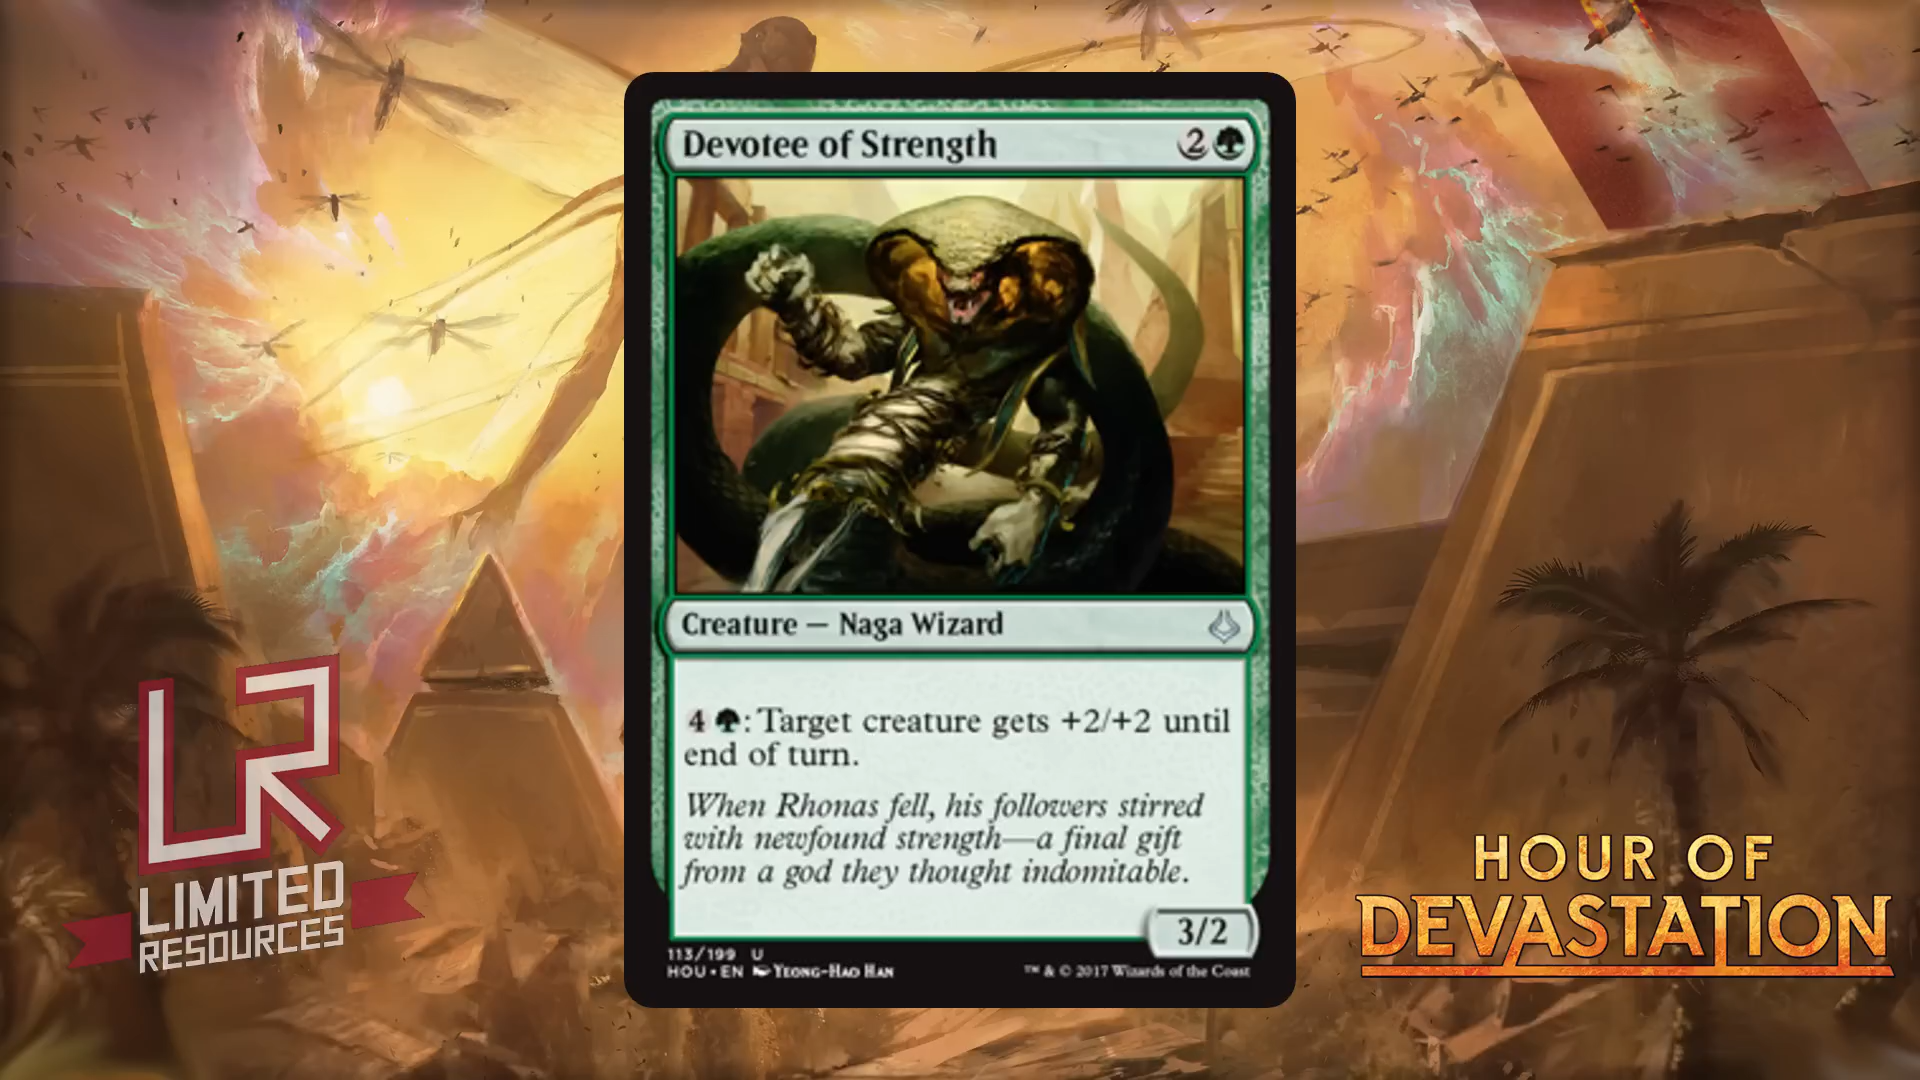 Devotee of Strength 2
Creature — Naga Wizard
4 : Target creature gets +2/+2 until
end of turn.
When Rhonas fell, his followers stirred
with newfound strength—a final gift
from a god they thought indomitable.
3/2
113/199 U
HOU • EN Yeong-Hao Han
™ & © 2017 Wizards of the Coast
LR
LIMITED
RESOURCES
HOUR OF
DEVASTATION